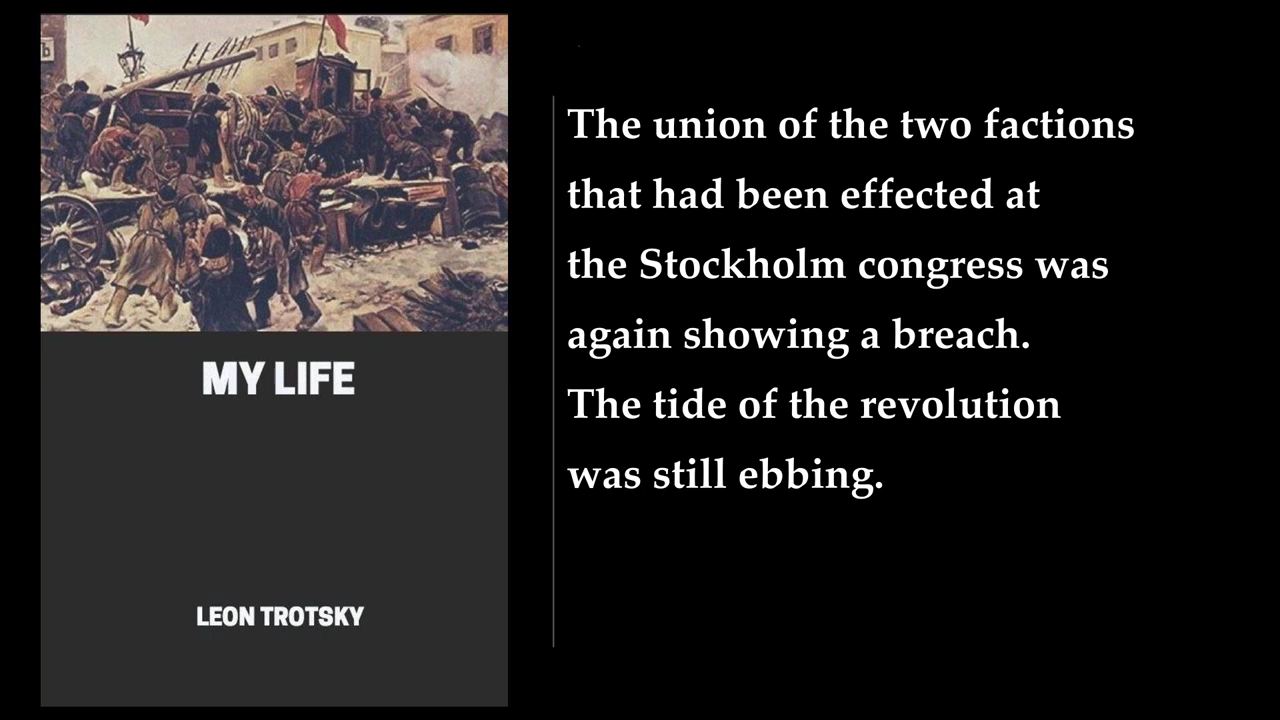 MY LIFE
LEON TROTSKY
The union of the two factions
that had been effected at
the Stockholm congress was
again showing a breach.
The tide of the revolution
was still ebbing.